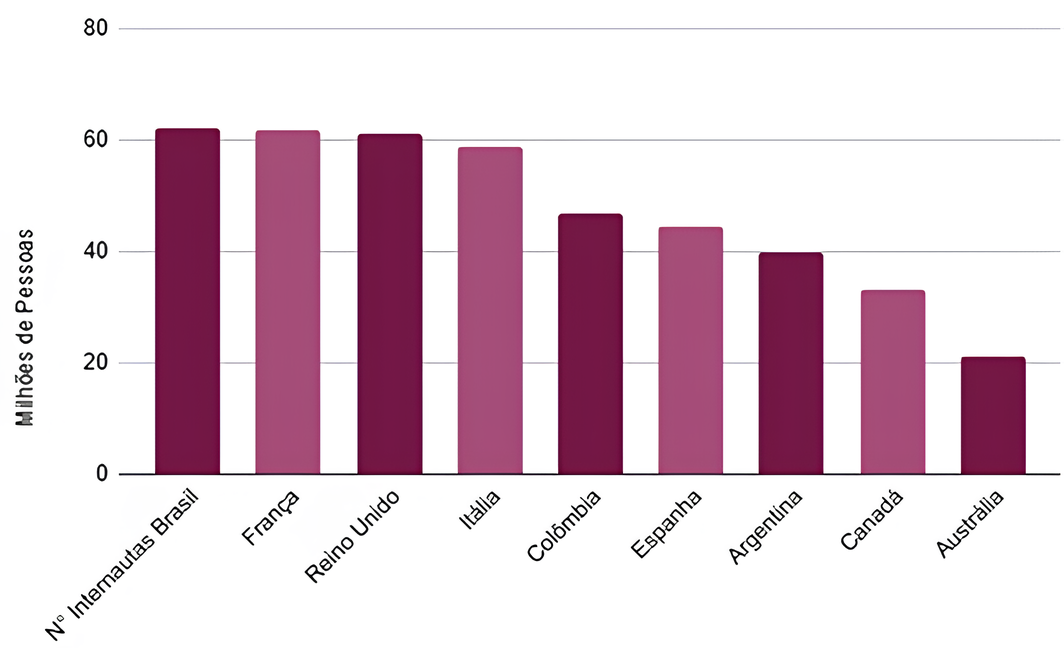 80
60
40
20
0
Milhões de Pessoas
N° Internautas Brasil
França
Reino Unido
Itália
Colômbia
Espanha
Argentina
Canadá
Austrália